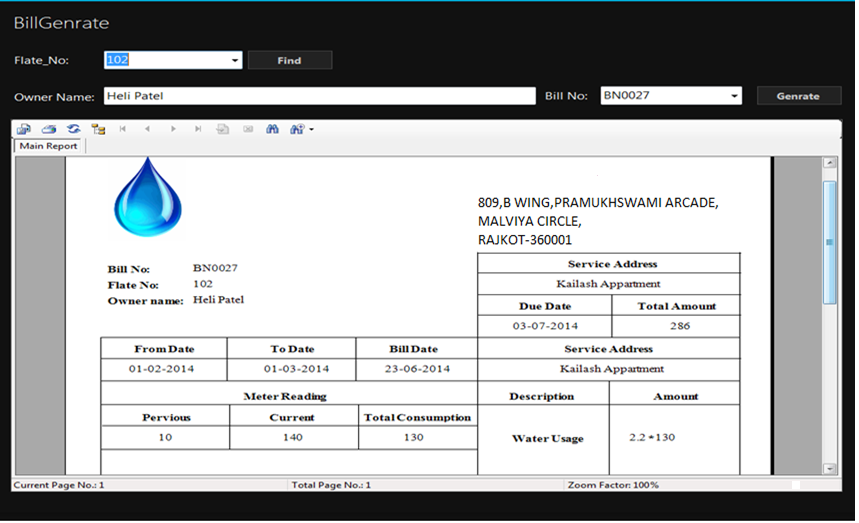 BillGenrate
Flate_No: 102 Find
Owner Name: Heli Patel Bill No: BN0027 Genrate
Main Report
809,B WING,PRAMUKHSWAMI ARCADE,
MALVIYA CIRCLE,
RAJKOT-360001
Bill No: BN0027
Flate No: 102
Owner name: Heli Patel
Service Address
Kailash Appartment
Due Date Total Amount
03-07-2014 286
From Date To Date Bill Date Service Address
01-02-2014 01-03-2014 23-06-2014 Kailash Appartment
Meter Reading Description Amount
Pervious Current Total Consumption
10 140 130 Water Usage 2.2 *130
Current Page No.: 1 Total Page No.: 1 Zoom Factor: 100%